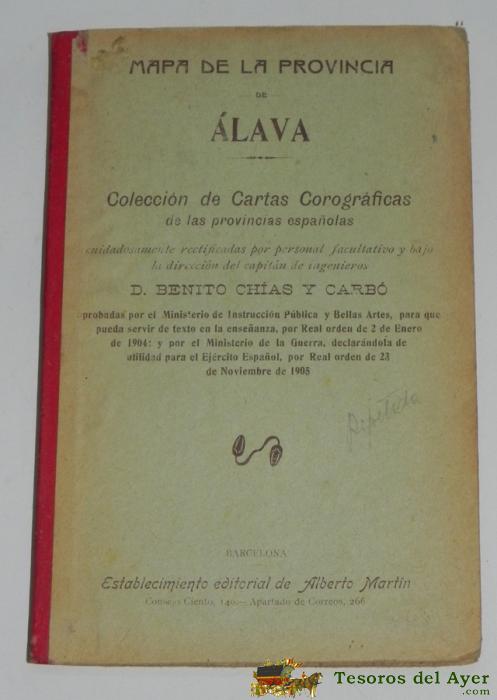 MAPA DE LA PROVINCIA
DE
ÁLAVA
Colección de Cartas Corográficas
de las provincias españolas
cuidadosamente rectificadas por personal facultativo y bajo
la dirección del capitán de ingenieros
D. BENITO CHÍAS Y CARBÓ
probadas por el Ministerio de Instrucción Pública y Bellas Artes, para que
pueda servir de texto en la enseñanza, por Real orden de 2 de Enero
de 1904: y por el Ministerio de la Guerra, declarándola de
utilidad para el Ejército Español, por Real orden de 23
de Noviembre de 1905
Repetida
BARCELONA
Establecimiento editorial de Alberto Martín
Consejo Ciento, 140.— Apartado de Correos, 266
Tesoros del Ayer
.com